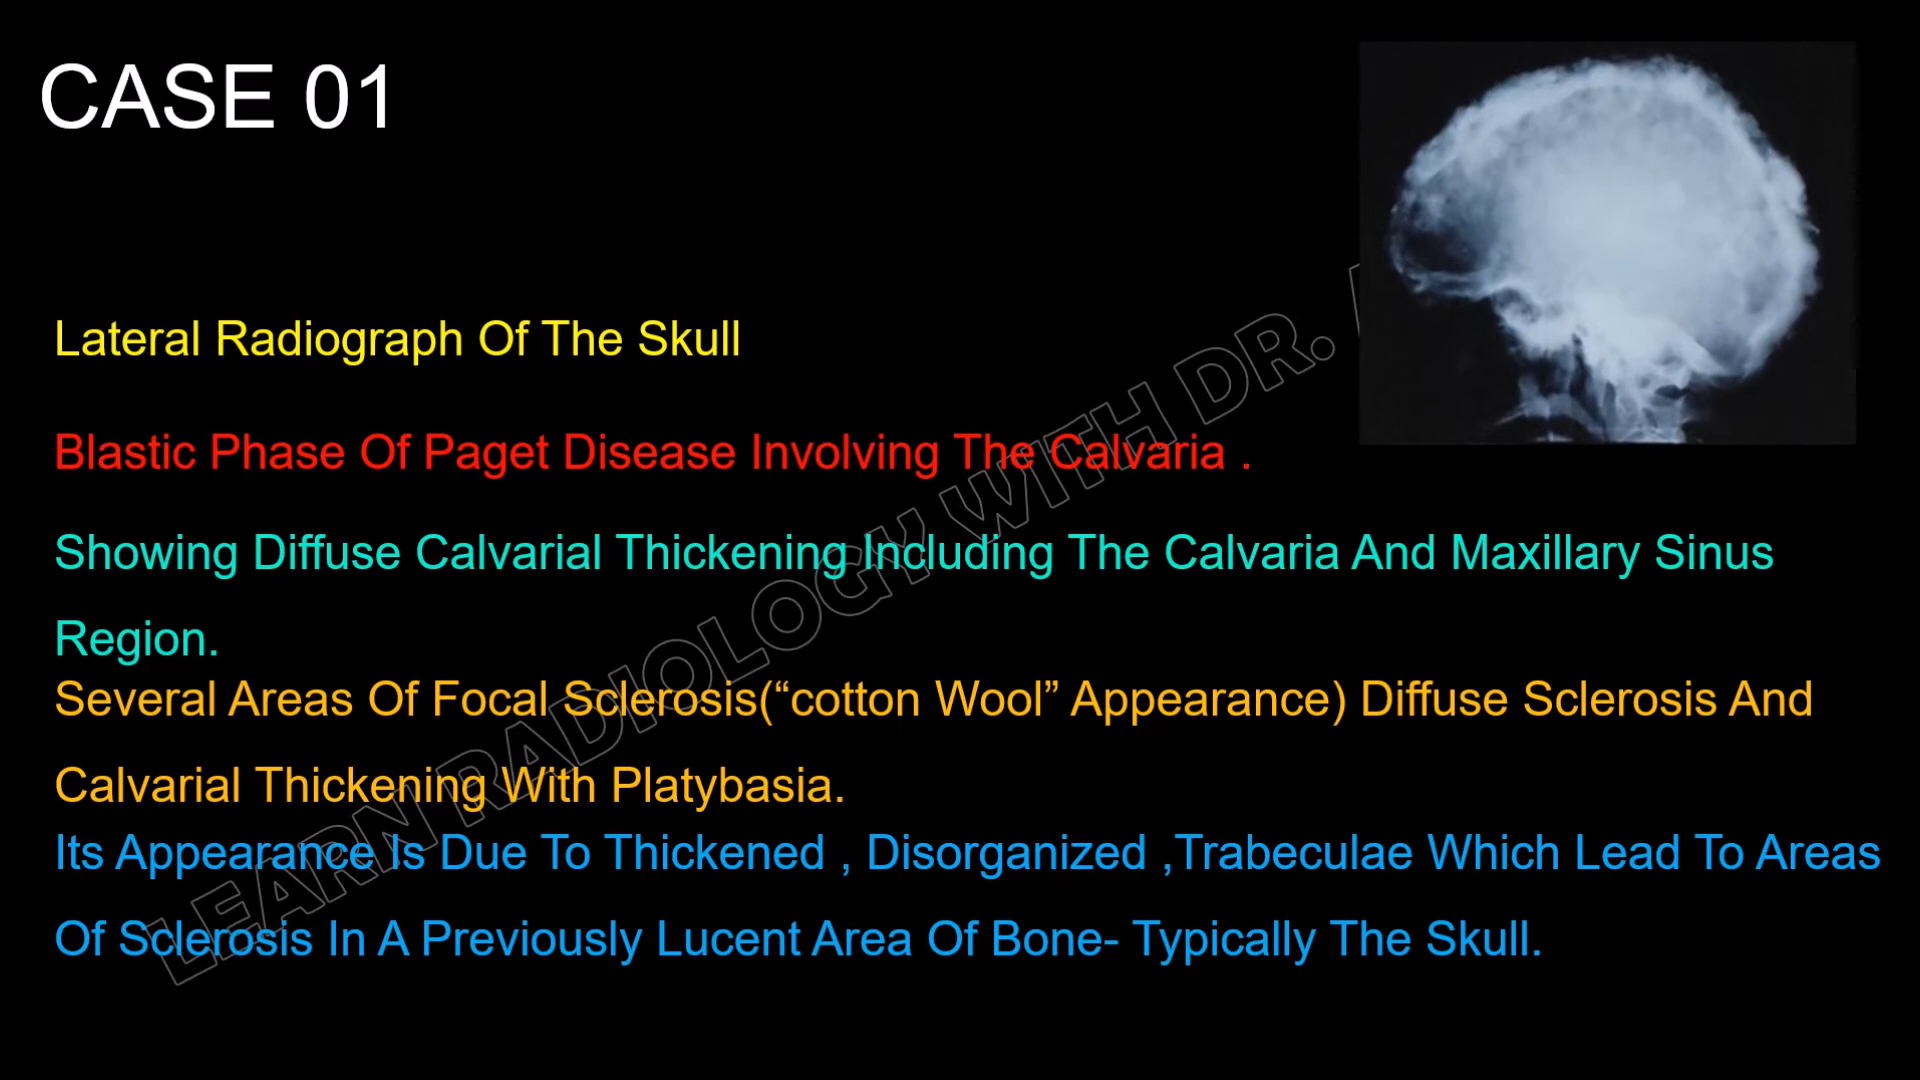 CASE 01
Lateral Radiograph Of The Skull
Blastic Phase Of Paget Disease Involving The Calvaria .
Showing Diffuse Calvarial Thickening Including The Calvaria And Maxillary Sinus
Region.
Several Areas Of Focal Sclerosis(“cotton Wool” Appearance) Diffuse Sclerosis And
Calvarial Thickening With Platybasia.
Its Appearance Is Due To Thickened , Disorganized ,Trabeculae Which Lead To Areas
Of Sclerosis In A Previously Lucent Area Of Bone- Typically The Skull.
LEARN RADIOLOGY WITH DR.